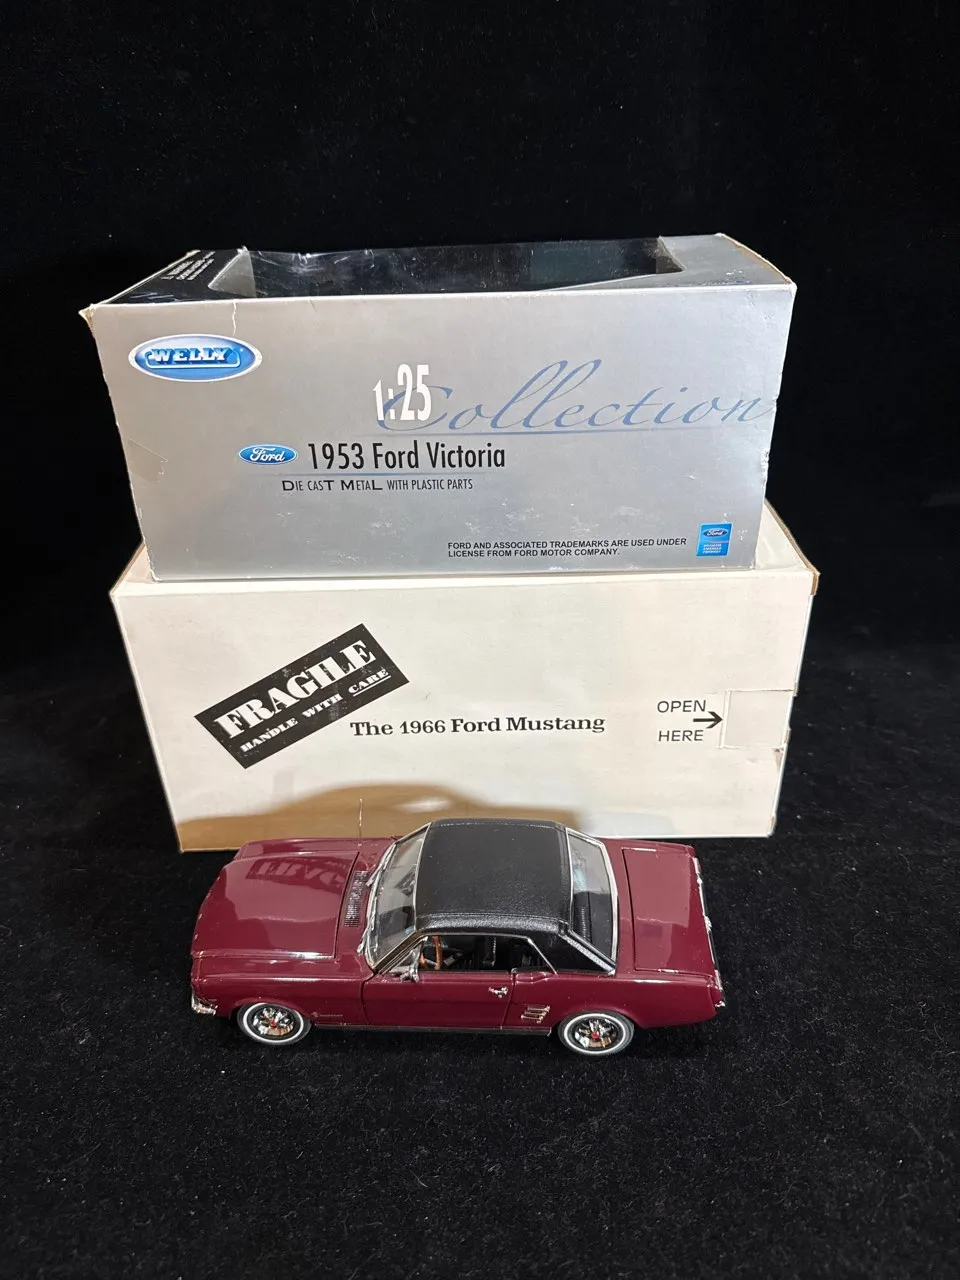 WELLY
1:25
Collection
Ford 1953 Ford Victoria
DIE CAST METAL WITH PLASTIC PARTS
FORD AND ASSOCIATED TRADEMARKS ARE USED UNDER
LICENSE FROM FORD MOTOR COMPANY.
Ford
FRAGILE
HANDLE WITH CARE
The 1966 Ford Mustang
OPEN
HERE